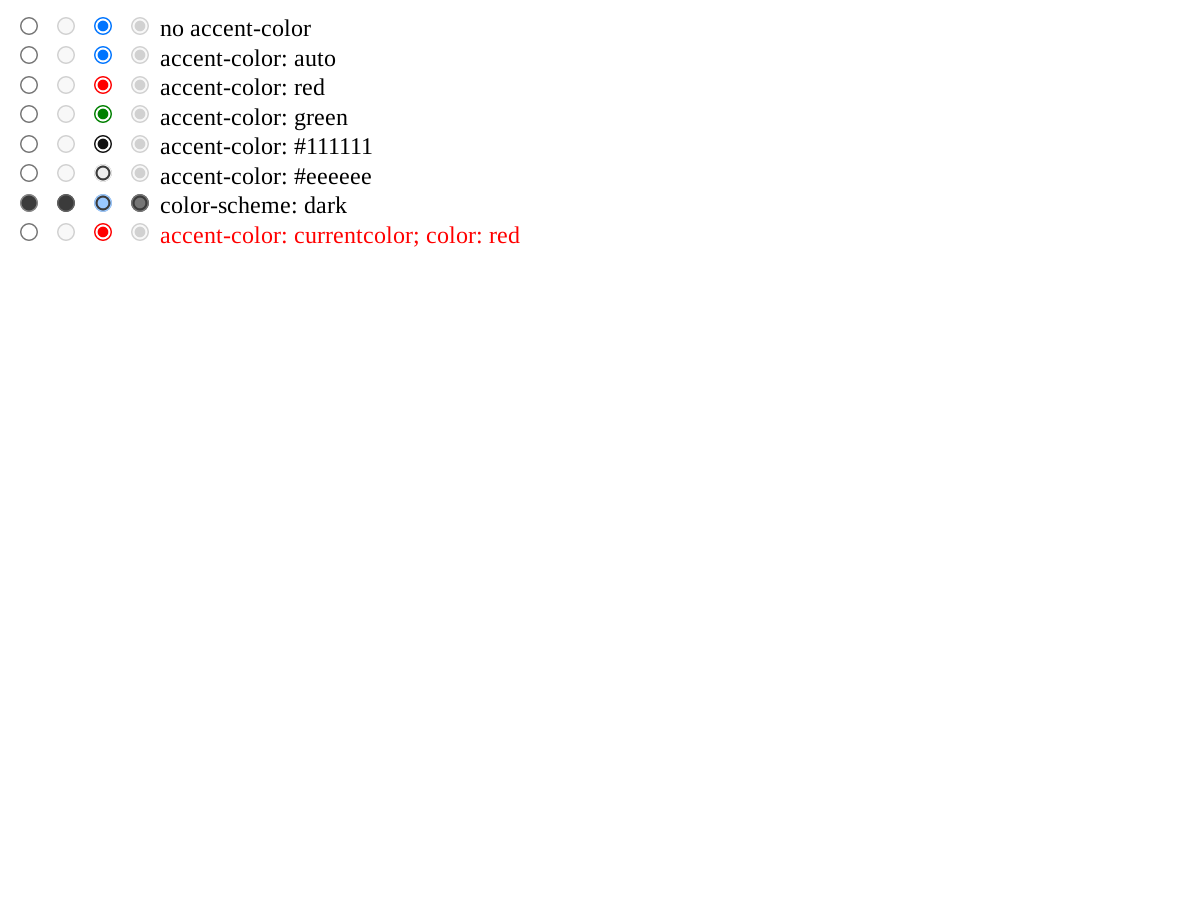 no accent-color
accent-color: auto
accent-color: red
accent-color: green
accent-color: #111111
accent-color: #eeeeee
color-scheme: dark
accent-color: currentcolor; color: red